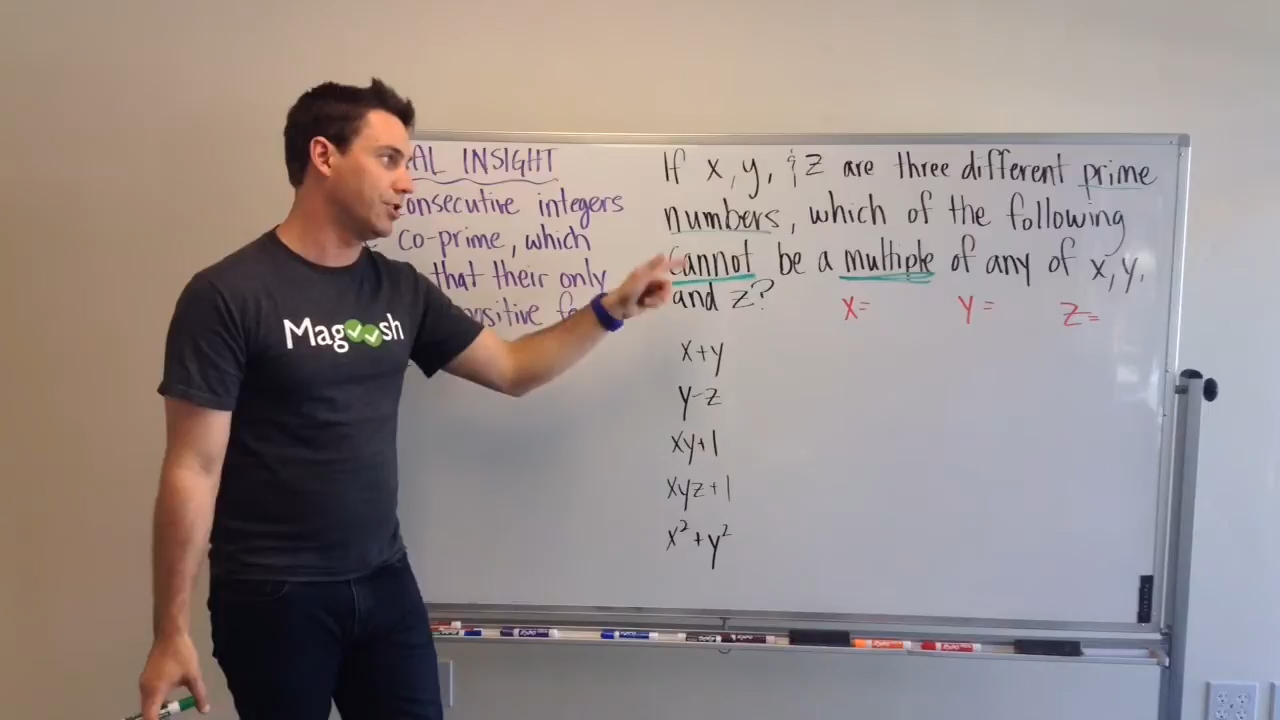 Magoosh
AL INSIGHT
onsecutive integers
co-prime, which
that their only
ositive
If x, y, & z are three different prime
numbers, which of the following
cannot be a multiple of any of x, y,
and z?
x= y= z=
x+y
y-z
xy+1
xyz+1
x²+y²